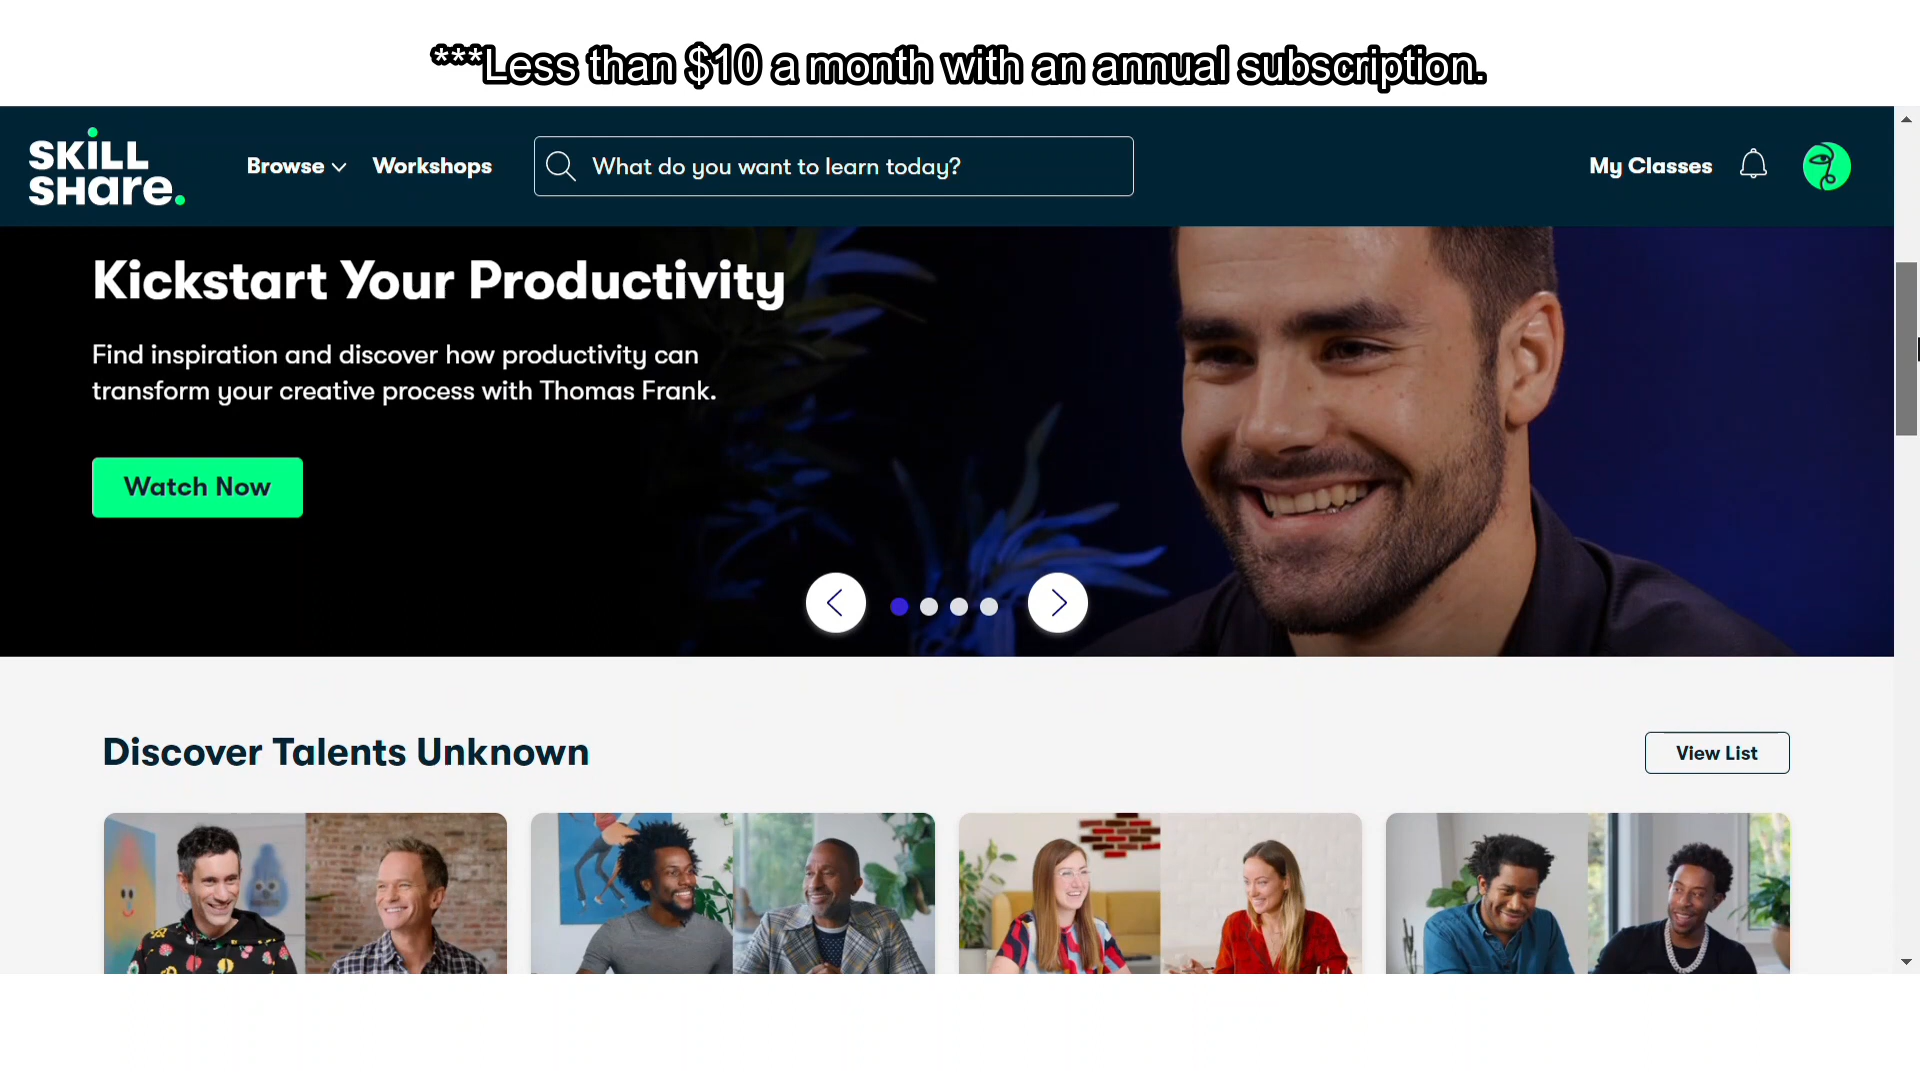 ***Less than $10 a month with an annual subscription.
SKILL
SHare.
Browse
Workshops
What do you want to learn today?
My Classes
Kickstart Your Productivity
Find inspiration and discover how productivity can
transform your creative process with Thomas Frank.
Watch Now
Discover Talents Unknown
View List